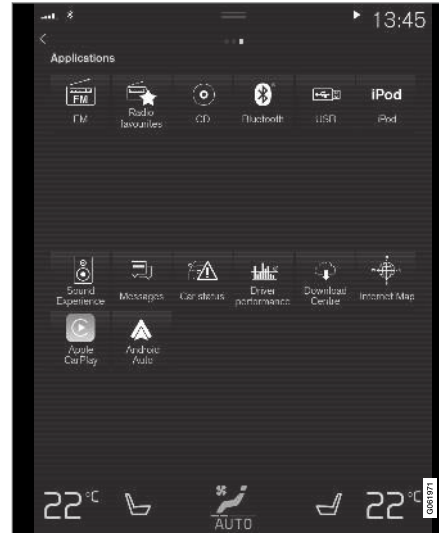 13:45
Applications
FM
iPod
FM
Radio
favourites
CD
Bluetooth
USB
iPod
Sound
Experience
Messages
Car status
Driver
performance
Download
Centre
Internet Map
Apple
CarPlay
Android
Auto
22°C
AUTO
22°C
G061971